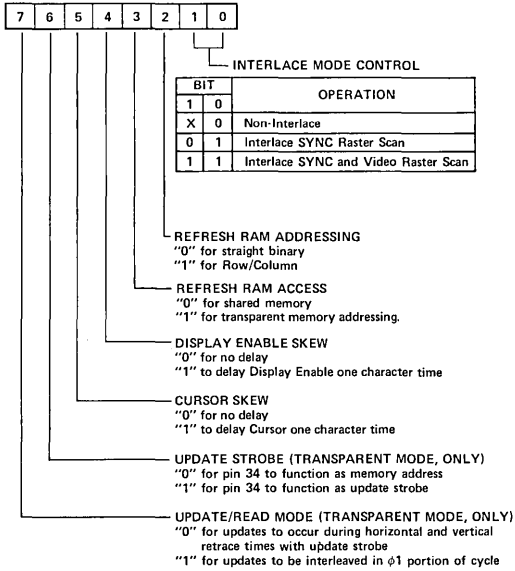 7 6 5 4 3 2 1 0
INTERLACE MODE CONTROL
BIT
OPERATION
1 0
X 0 Non-Interlace
0 1 Interlace SYNC Raster Scan
1 1 Interlace SYNC and Video Raster Scan
REFRESH RAM ADDRESSING
"0" for straight binary
"1" for Row/Column
REFRESH RAM ACCESS
"0" for shared memory
"1" for transparent memory addressing.
DISPLAY ENABLE SKEW
"0" for no delay
"1" to delay Display Enable one character time
CURSOR SKEW
"0" for no delay
"1" to delay Cursor one character time
UPDATE STROBE (TRANSPARENT MODE, ONLY)
"0" for pin 34 to function as memory address
"1" for pin 34 to function as update strobe
UPDATE/READ MODE (TRANSPARENT MODE, ONLY)
"0" for updates to occur during horizontal and vertical
retrace times with update strobe
"1" for updates to be interleaved in ϕ1 portion of cycle